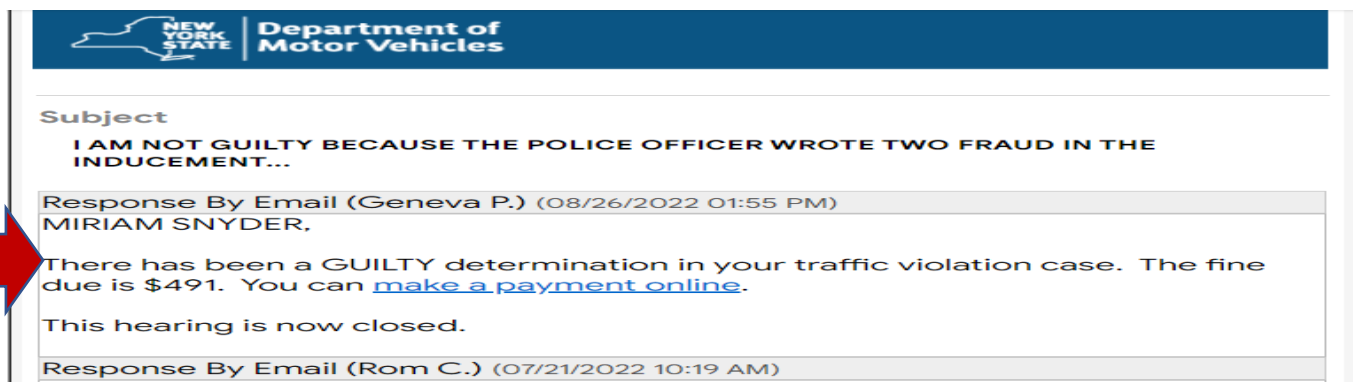 NEW YORK STATE
Department of
Motor Vehicles
Subject
I AM NOT GUILTY BECAUSE THE POLICE OFFICER WROTE TWO FRAUD IN THE
INDUCEMENT...
Response By Email (Geneva P.) (08/26/2022 01:55 PM)
MIRIAM SNYDER,
There has been a GUILTY determination in your traffic violation case. The fine
due is $491. You can make a payment online.
This hearing is now closed.
Response By Email (Rom C.) (07/21/2022 10:19 AM)